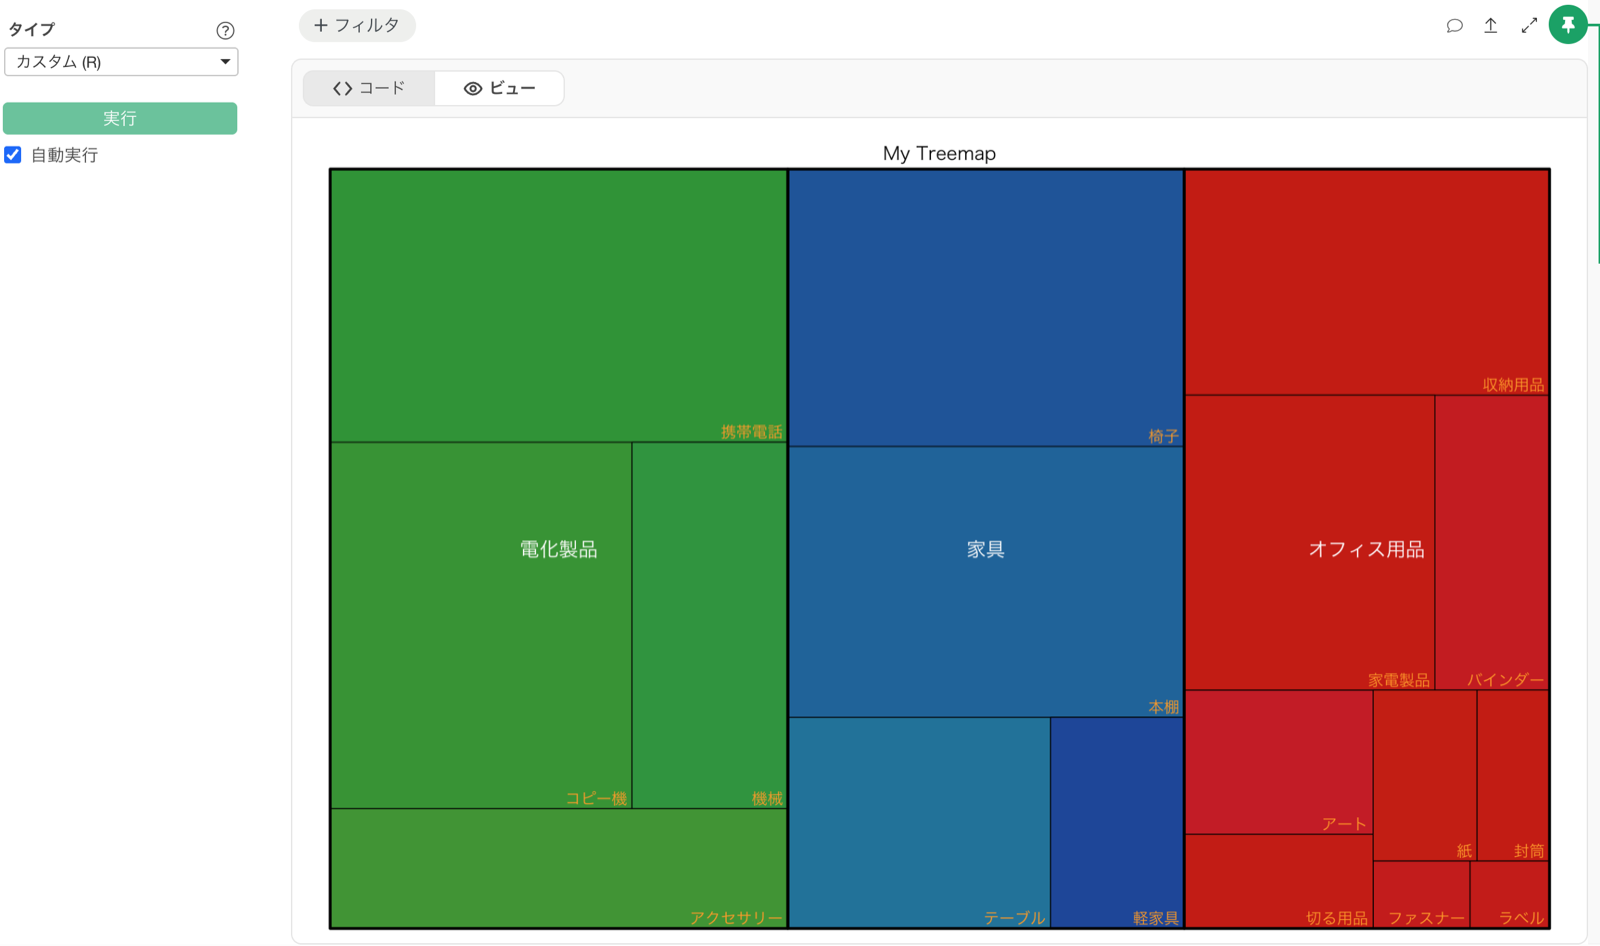 タイプ
?
カスタム (R)
実行
自動実行
+ フィルタ
<> コード
ビュー
My Treemap
携帯電話
電化製品
コピー機
機械
アクセサリー
椅子
家具
本棚
テーブル
軽家具
収納用品
オフィス用品
家電製品
バインダー
アート
紙
封筒
切る用品
ファスナー
ラベル